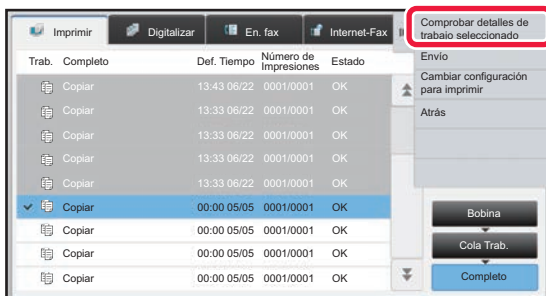 Imprimir Digitalizar En. fax Internet-Fax
Trab. Completo Def. Tiempo Número de Impresiones Estado
Copiar 13:43 06/22 0001/0001 OK
Copiar 13:33 06/22 0001/0001 OK
Copiar 13:33 06/22 0001/0001 OK
Copiar 13:33 06/22 0001/0001 OK
Copiar 13:33 06/22 0001/0001 OK
Copiar 00:00 05/05 0001/0001 OK
Copiar 00:00 05/05 0001/0001 OK
Copiar 00:00 05/05 0001/0001 OK
Copiar 00:00 05/05 0001/0001 OK
Comprobar detalles de
trabajo seleccionado
Envío
Cambiar configuración
para imprimir
Atrás
Bobina
Cola Trab.
Completo